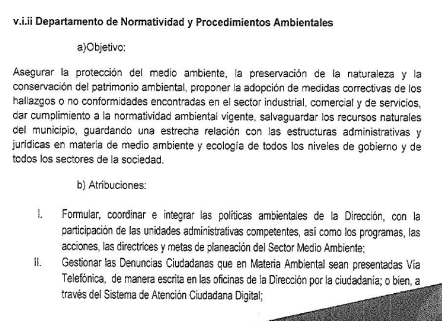 v.i.ii Departamento de Normatividad y Procedimientos Ambientales
a)Objetivo:
Asegurar la protección del medio ambiente, la preservación de la naturaleza y la
conservación del patrimonio ambiental, proponer la adopción de medidas correctivas de los
hallazgos o no conformidades encontradas en el sector industrial, comercial y de servicios,
dar cumplimiento a la normatividad ambiental vigente, salvaguardar los recursos naturales
del municipio, guardando una estrecha relación con las estructuras administrativas y
jurídicas en materia de medio ambiente y ecología de todos los niveles de gobierno y de
todos los sectores de la sociedad.
b) Atribuciones:
I. Formular, coordinar e integrar las políticas ambientales de la Dirección, con la
participación de las unidades administrativas competentes, así como los programas, las
acciones, las directrices y metas de planeación del Sector Medio Ambiente;
II. Gestionar las Denuncias Ciudadanas que en Materia Ambiental sean presentadas Vía
Telefónica, de manera escrita en las oficinas de la Dirección por la ciudadanía; o bien, a
través del Sistema de Atención Ciudadana Digital;